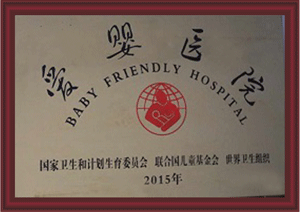 爱婴医院
BABY FRIENDLY HOSPITAL
国家卫生和计划生育委员会 联合国儿童基金会 世界卫生组织
2015年